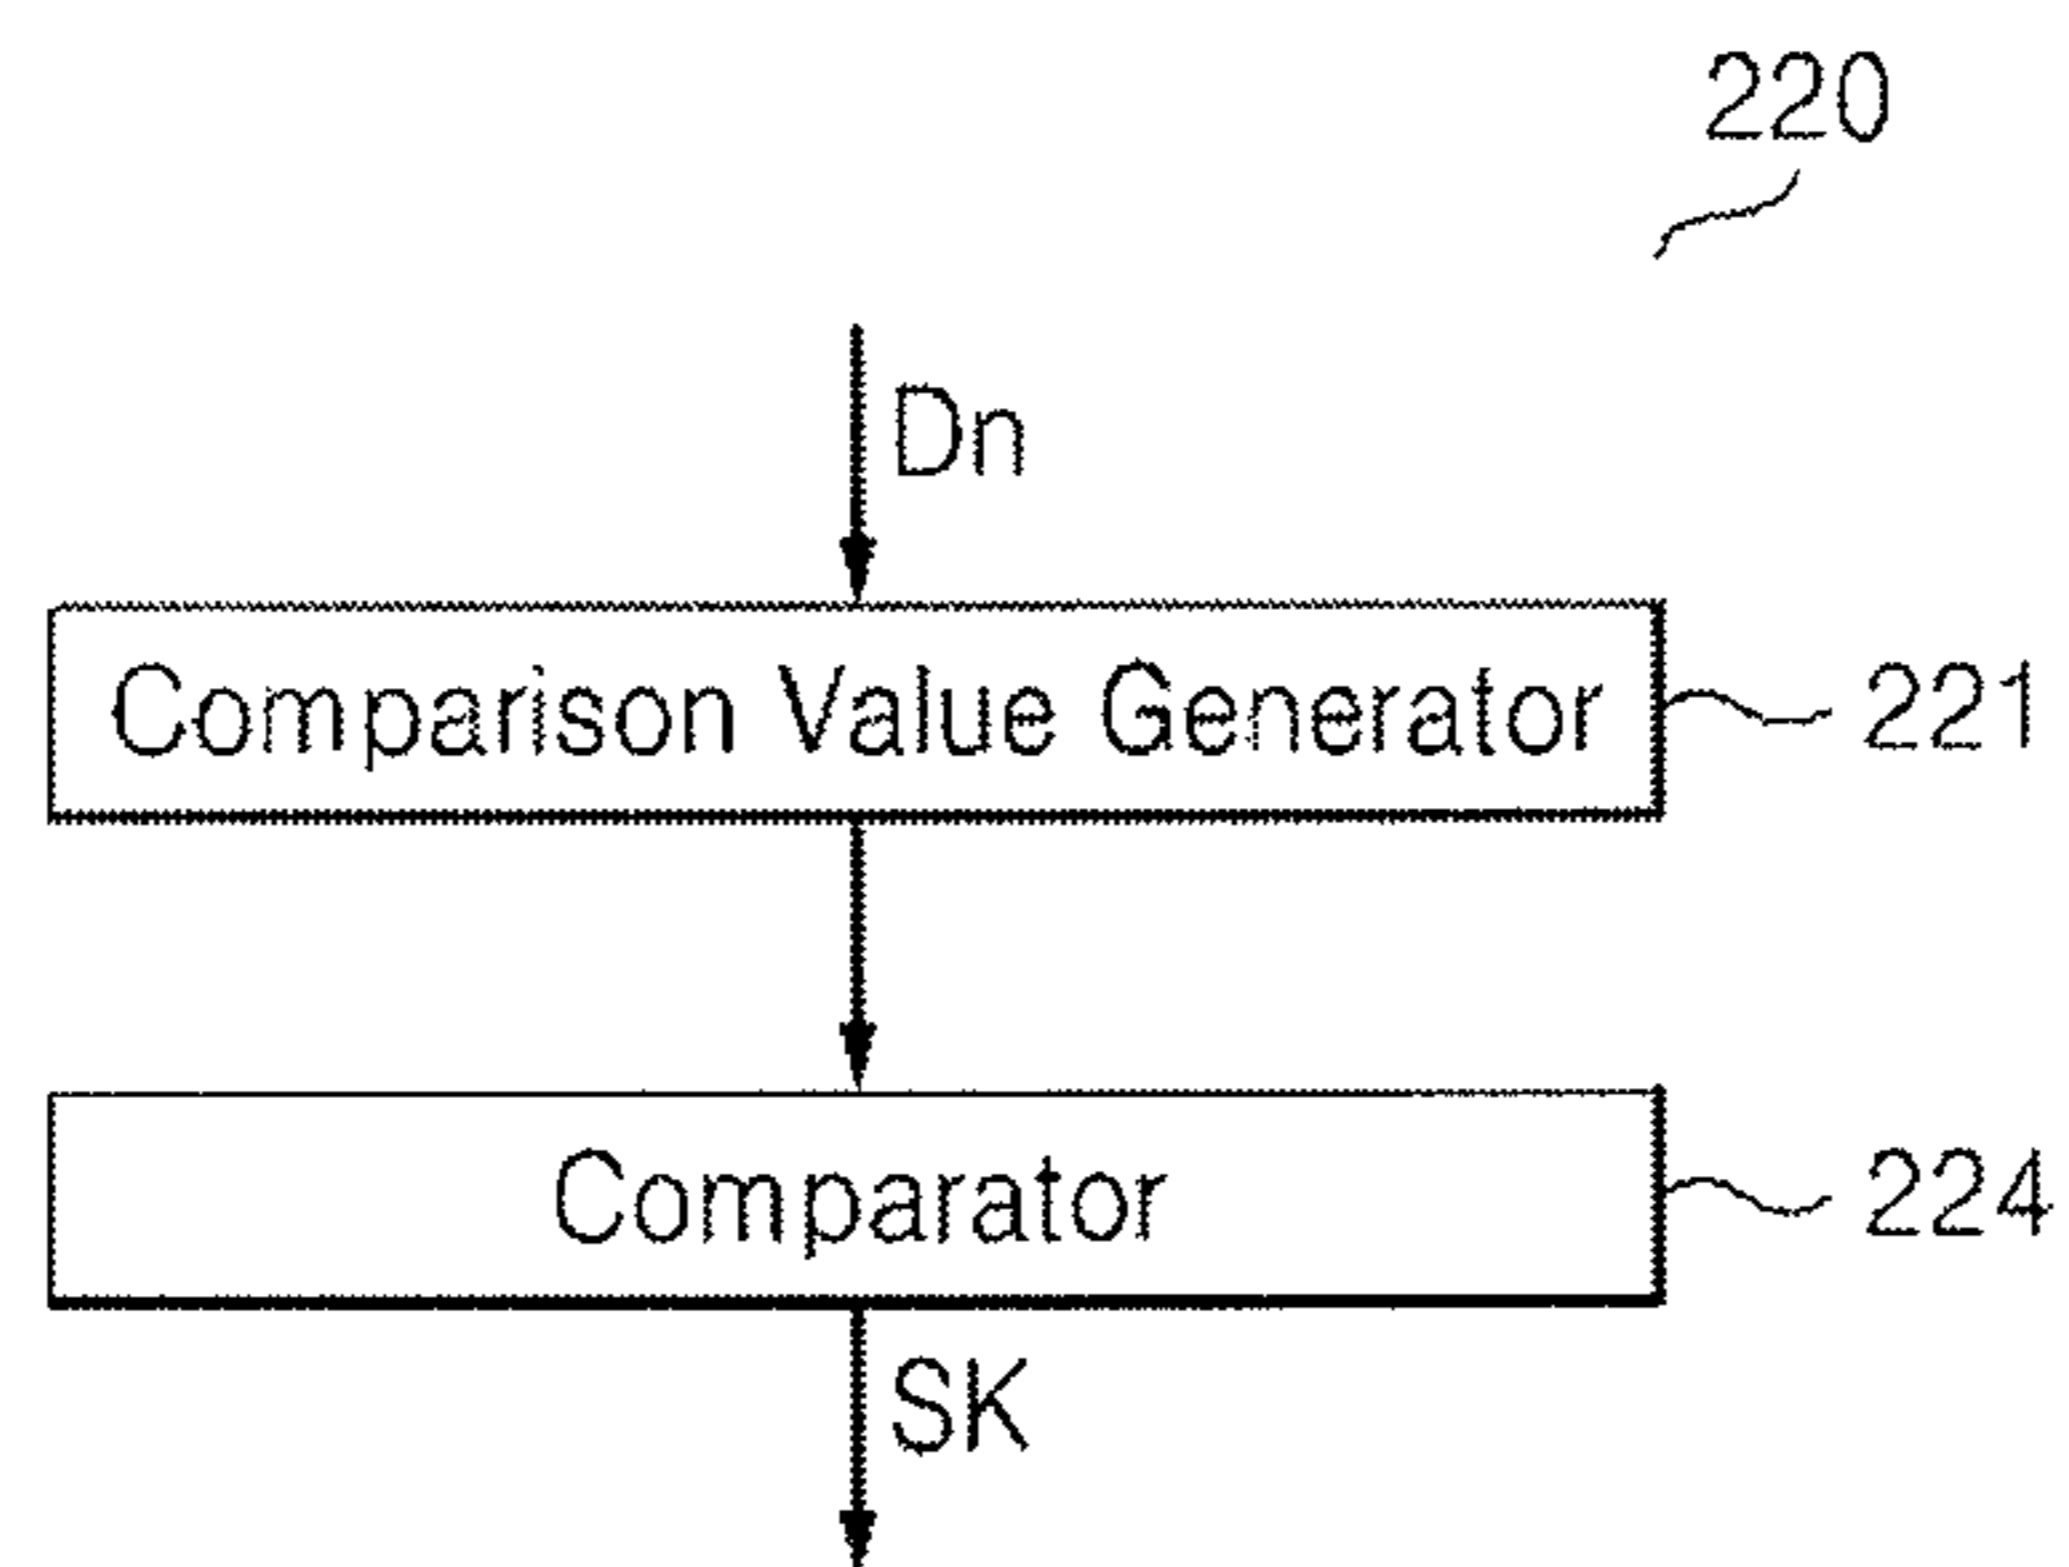 220
Dn
Comparison Value Generator
221
Comparator
224
SK